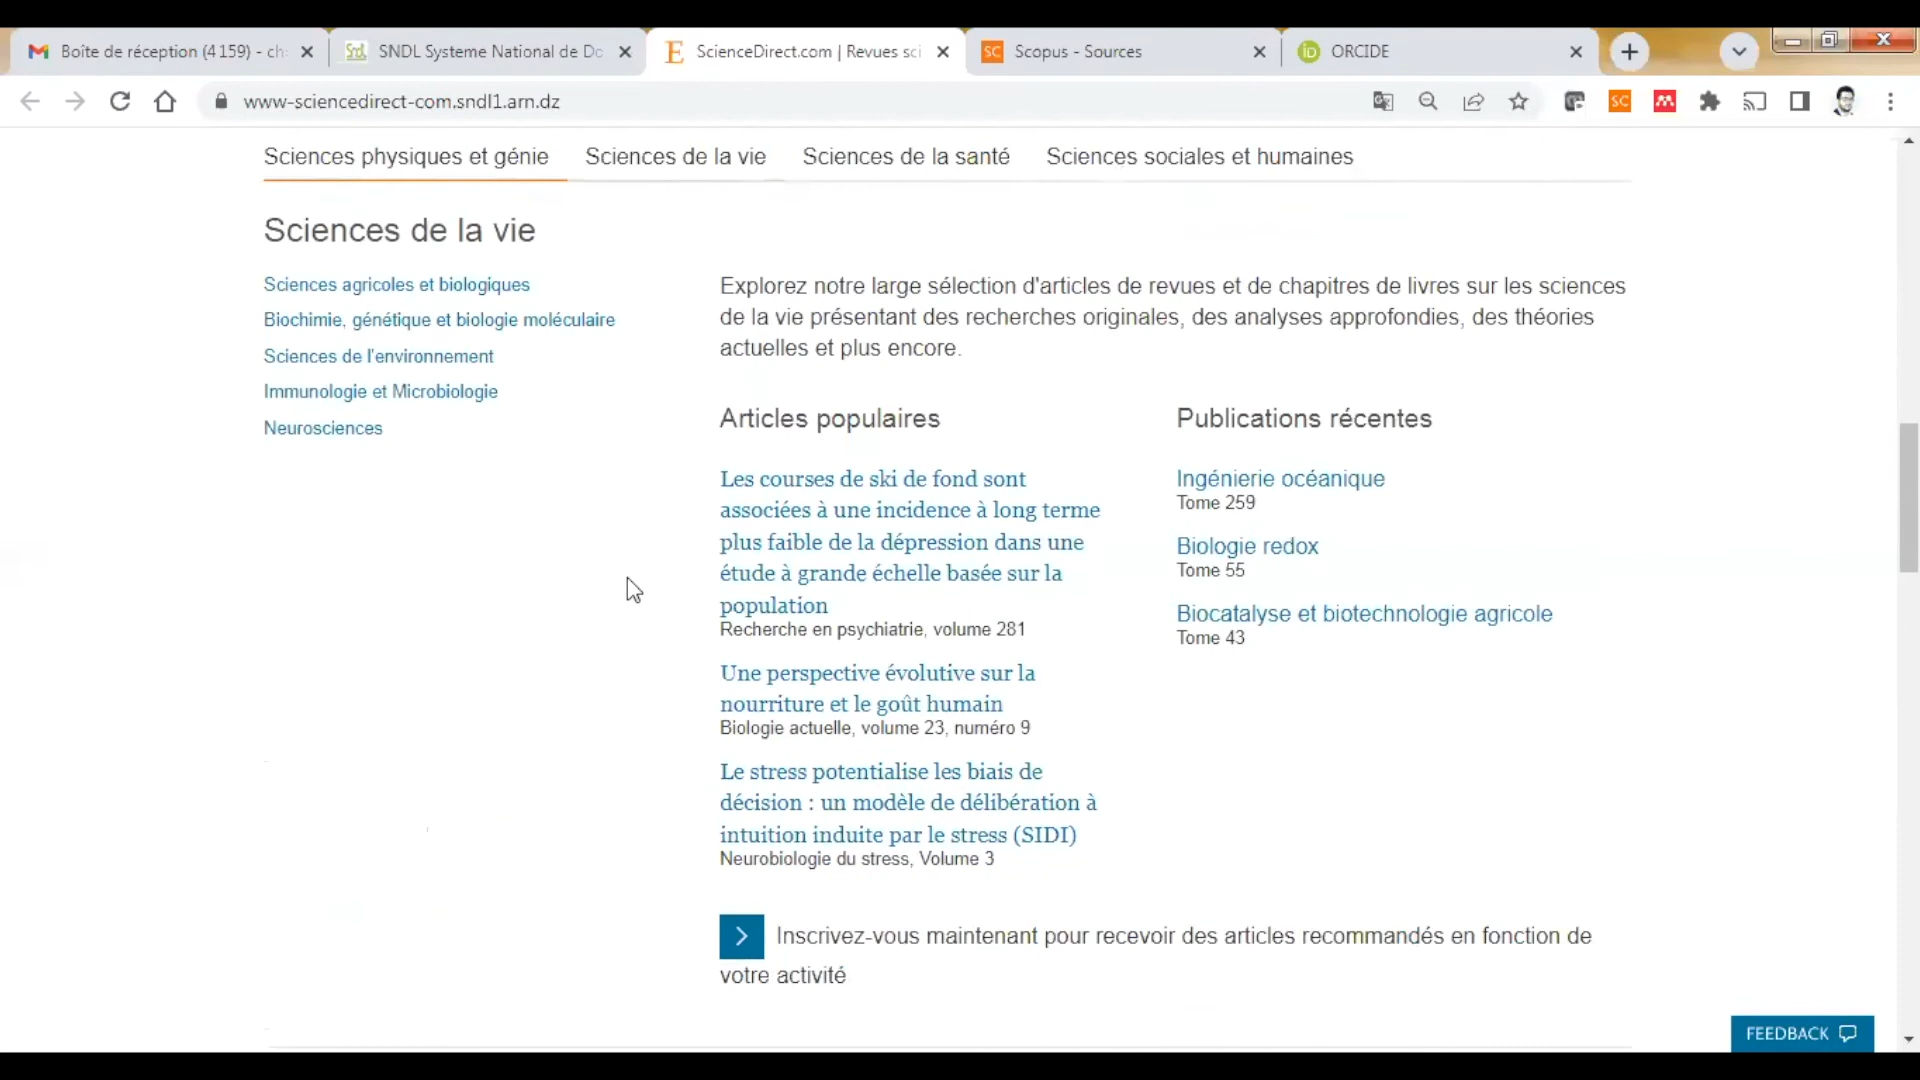 Boîte de réception (4 159) - ch
SNDL Systeme National de Do
ScienceDirect.com | Revues sci
Scopus - Sources
ORCIDE
www-sciencedirect-com.sndl1.arn.dz
Sciences physiques et génie
Sciences de la vie
Sciences de la santé
Sciences sociales et humaines
Sciences de la vie
Sciences agricoles et biologiques
Biochimie, génétique et biologie moléculaire
Sciences de l'environnement
Immunologie et Microbiologie
Neurosciences
Explorez notre large sélection d'articles de revues et de chapitres de livres sur les sciences
de la vie présentant des recherches originales, des analyses approfondies, des théories
actuelles et plus encore.
Articles populaires
Les courses de ski de fond sont
associées à une incidence à long terme
plus faible de la dépression dans une
étude à grande échelle basée sur la
population
Recherche en psychiatrie, volume 281
Une perspective évolutive sur la
nourriture et le goût humain
Biologie actuelle, volume 23, numéro 9
Le stress potentialise les biais de
décision : un modèle de délibération à
intuition induite par le stress (SIDI)
Neurobiologie du stress, Volume 3
Publications récentes
Ingénierie océanique
Tome 259
Biologie redox
Tome 55
Biocatalyse et biotechnologie agricole
Tome 43
Inscrivez-vous maintenant pour recevoir des articles recommandés en fonction de
votre activité
FEEDBACK